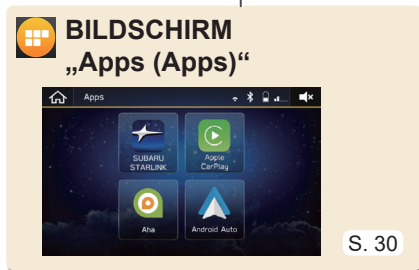 BILDSCHIRM
„Apps (Apps)“
Apps
SUBARU
STARLINK
Apple
CarPlay
Aha
Android Auto
S. 30